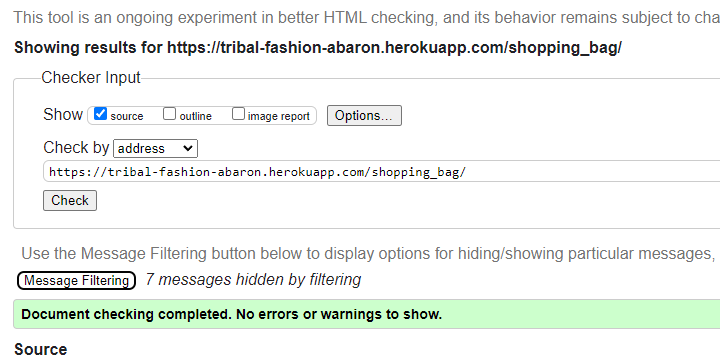 This tool is an ongoing experiment in better HTML checking, and its behavior remains subject to cha
Showing results for https://tribal-fashion-abaron.herokuapp.com/shopping_bag/
Checker Input
Show source outline image report Options...
Check by address
https://tribal-fashion-abaron.herokuapp.com/shopping_bag/
Check
Use the Message Filtering button below to display options for hiding/showing particular messages,
Message Filtering 7 messages hidden by filtering
Document checking completed. No errors or warnings to show.
Source